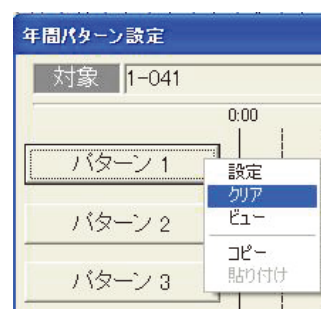 年間パターン設定
対象 1-041
0:00
パターン 1
設定
クリア
ビュー
パターン 2
コピー
貼り付け
パターン 3